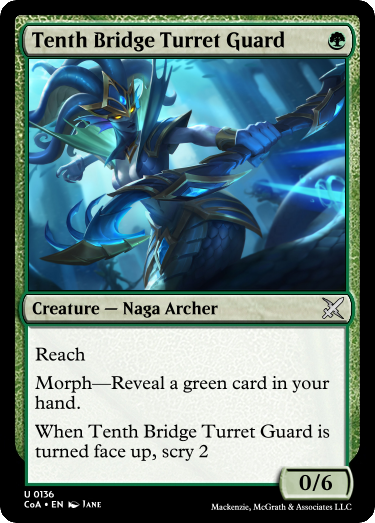 Tenth Bridge Turret Guard
Creature — Naga Archer
Reach
Morph—Reveal a green card in your
hand.
When Tenth Bridge Turret Guard is
turned face up, scry 2
0/6
U 0136
CoA • EN JANE
Mackenzie, McGrath & Associates LLC